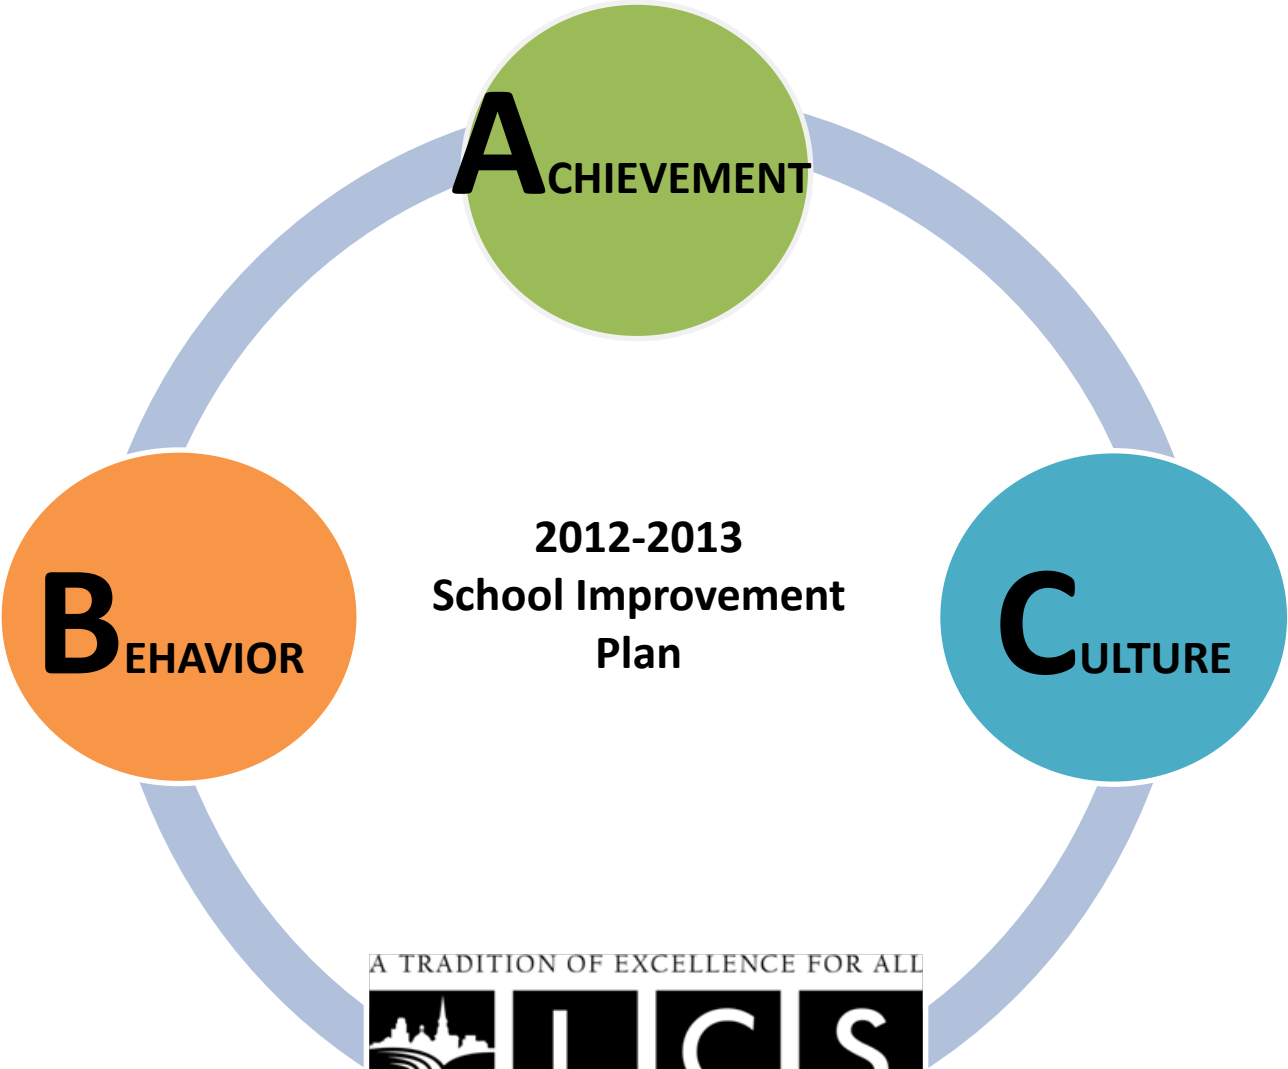 ACHIEVEMENT
2012-2013
School Improvement
Plan
BEHAVIOR
CULTURE
A TRADITION OF EXCELLENCE FOR ALL
LCS